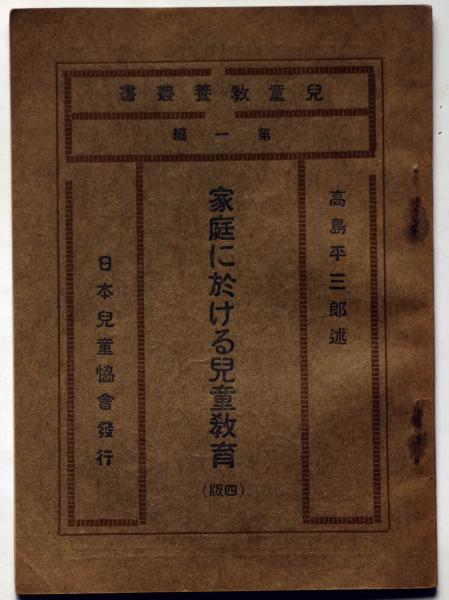 兒童教養叢書
第一編
高島平三郎述
家庭に於ける兒童教育
(四版)
日本兒童協會發行